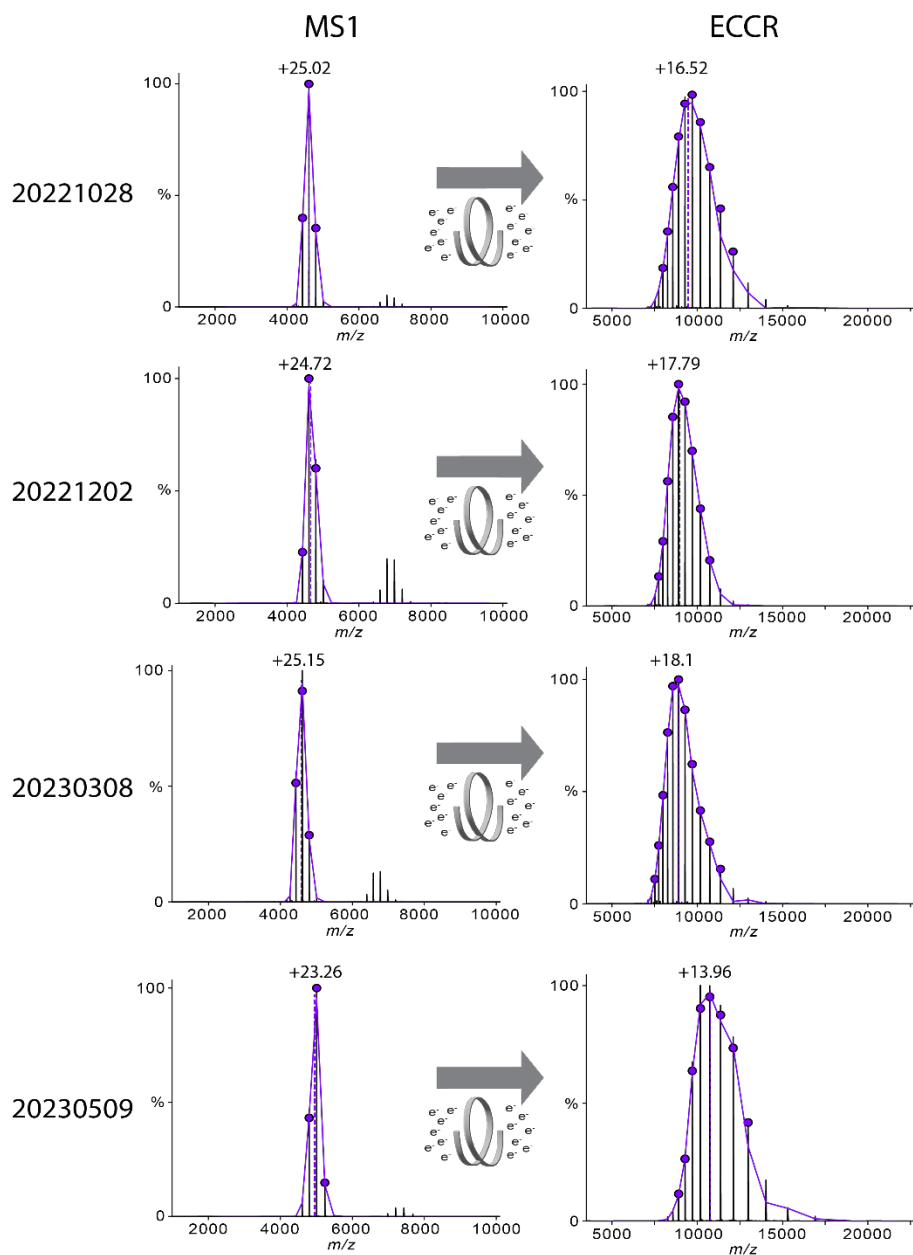 MS1 ECCR
+25.02 +16.52
100 100
20221028 % e- e- e- e- e- e- e- e- e- e- e- e- %
2000 4000 6000 8000 10000 5000 10000 15000 20000
m/z m/z
+24.72 +17.79
100 100
20221202 % e- e- e- e- e- e- e- e- e- e- e- e- %
0 0
2000 4000 6000 8000 10000 5000 10000 15000 20000
m/z m/z
+25.15 +18.1
100 100
20230308 % e- e- e- e- e- e- e- e- e- e- e- e- %
0 0
2000 4000 6000 8000 10000 5000 10000 15000 20000
m/z m/z
+23.26 +13.96
100 100
20230509 % e- e- e- e- e- e- e- e- e- e- e- e- %
0 0
2000 4000 6000 8000 10000 5000 10000 15000 20000
m/z m/z